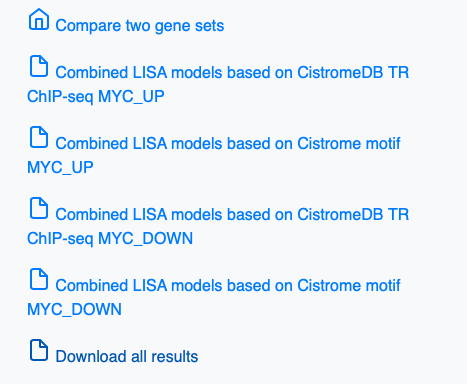 Compare two gene sets
Combined LISA models based on CistromeDB TR
ChIP-seq MYC_UP
Combined LISA models based on Cistrome motif
MYC_UP
Combined LISA models based on CistromeDB TR
ChIP-seq MYC_DOWN
Combined LISA models based on Cistrome motif
MYC_DOWN
Download all results